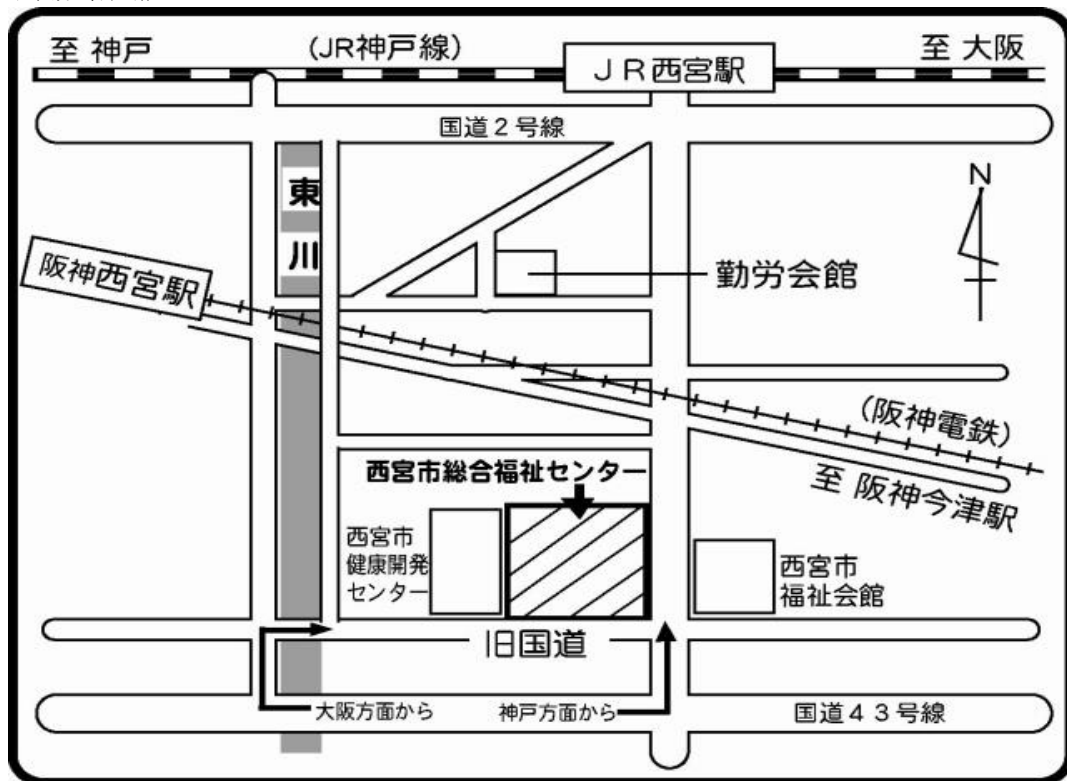 至 神戸
(JR神戸線)
JR西宮駅
至 大阪
国道2号線
東川
N
勤労会館
阪神西宮駅
(阪神電鉄)
至 阪神今津駅
西宮市総合福祉センター
西宮市
健康開発
センター
西宮市
福祉会館
旧国道
大阪方面から
神戸方面から
国道43号線